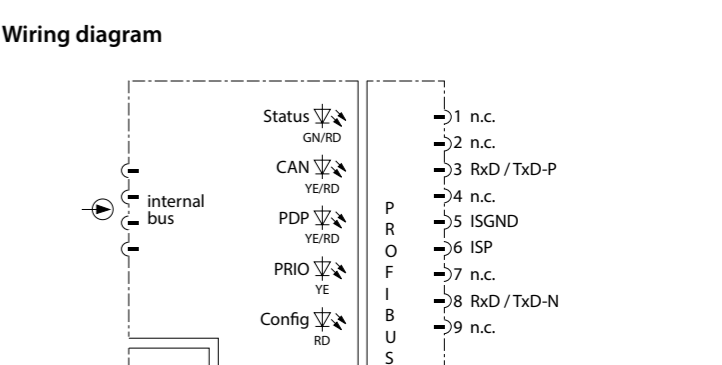 Wiring diagram
Status
GN/RD
CAN
YE/RD
PDP
YE/RD
PRIO
YE
Config
RD
internal
bus
P
R
O
F
I
B
U
S
1 n.c.
2 n.c.
3 RxD / TxD-P
4 n.c.
5 ISGND
6 ISP
7 n.c.
8 RxD / TxD-N
9 n.c.